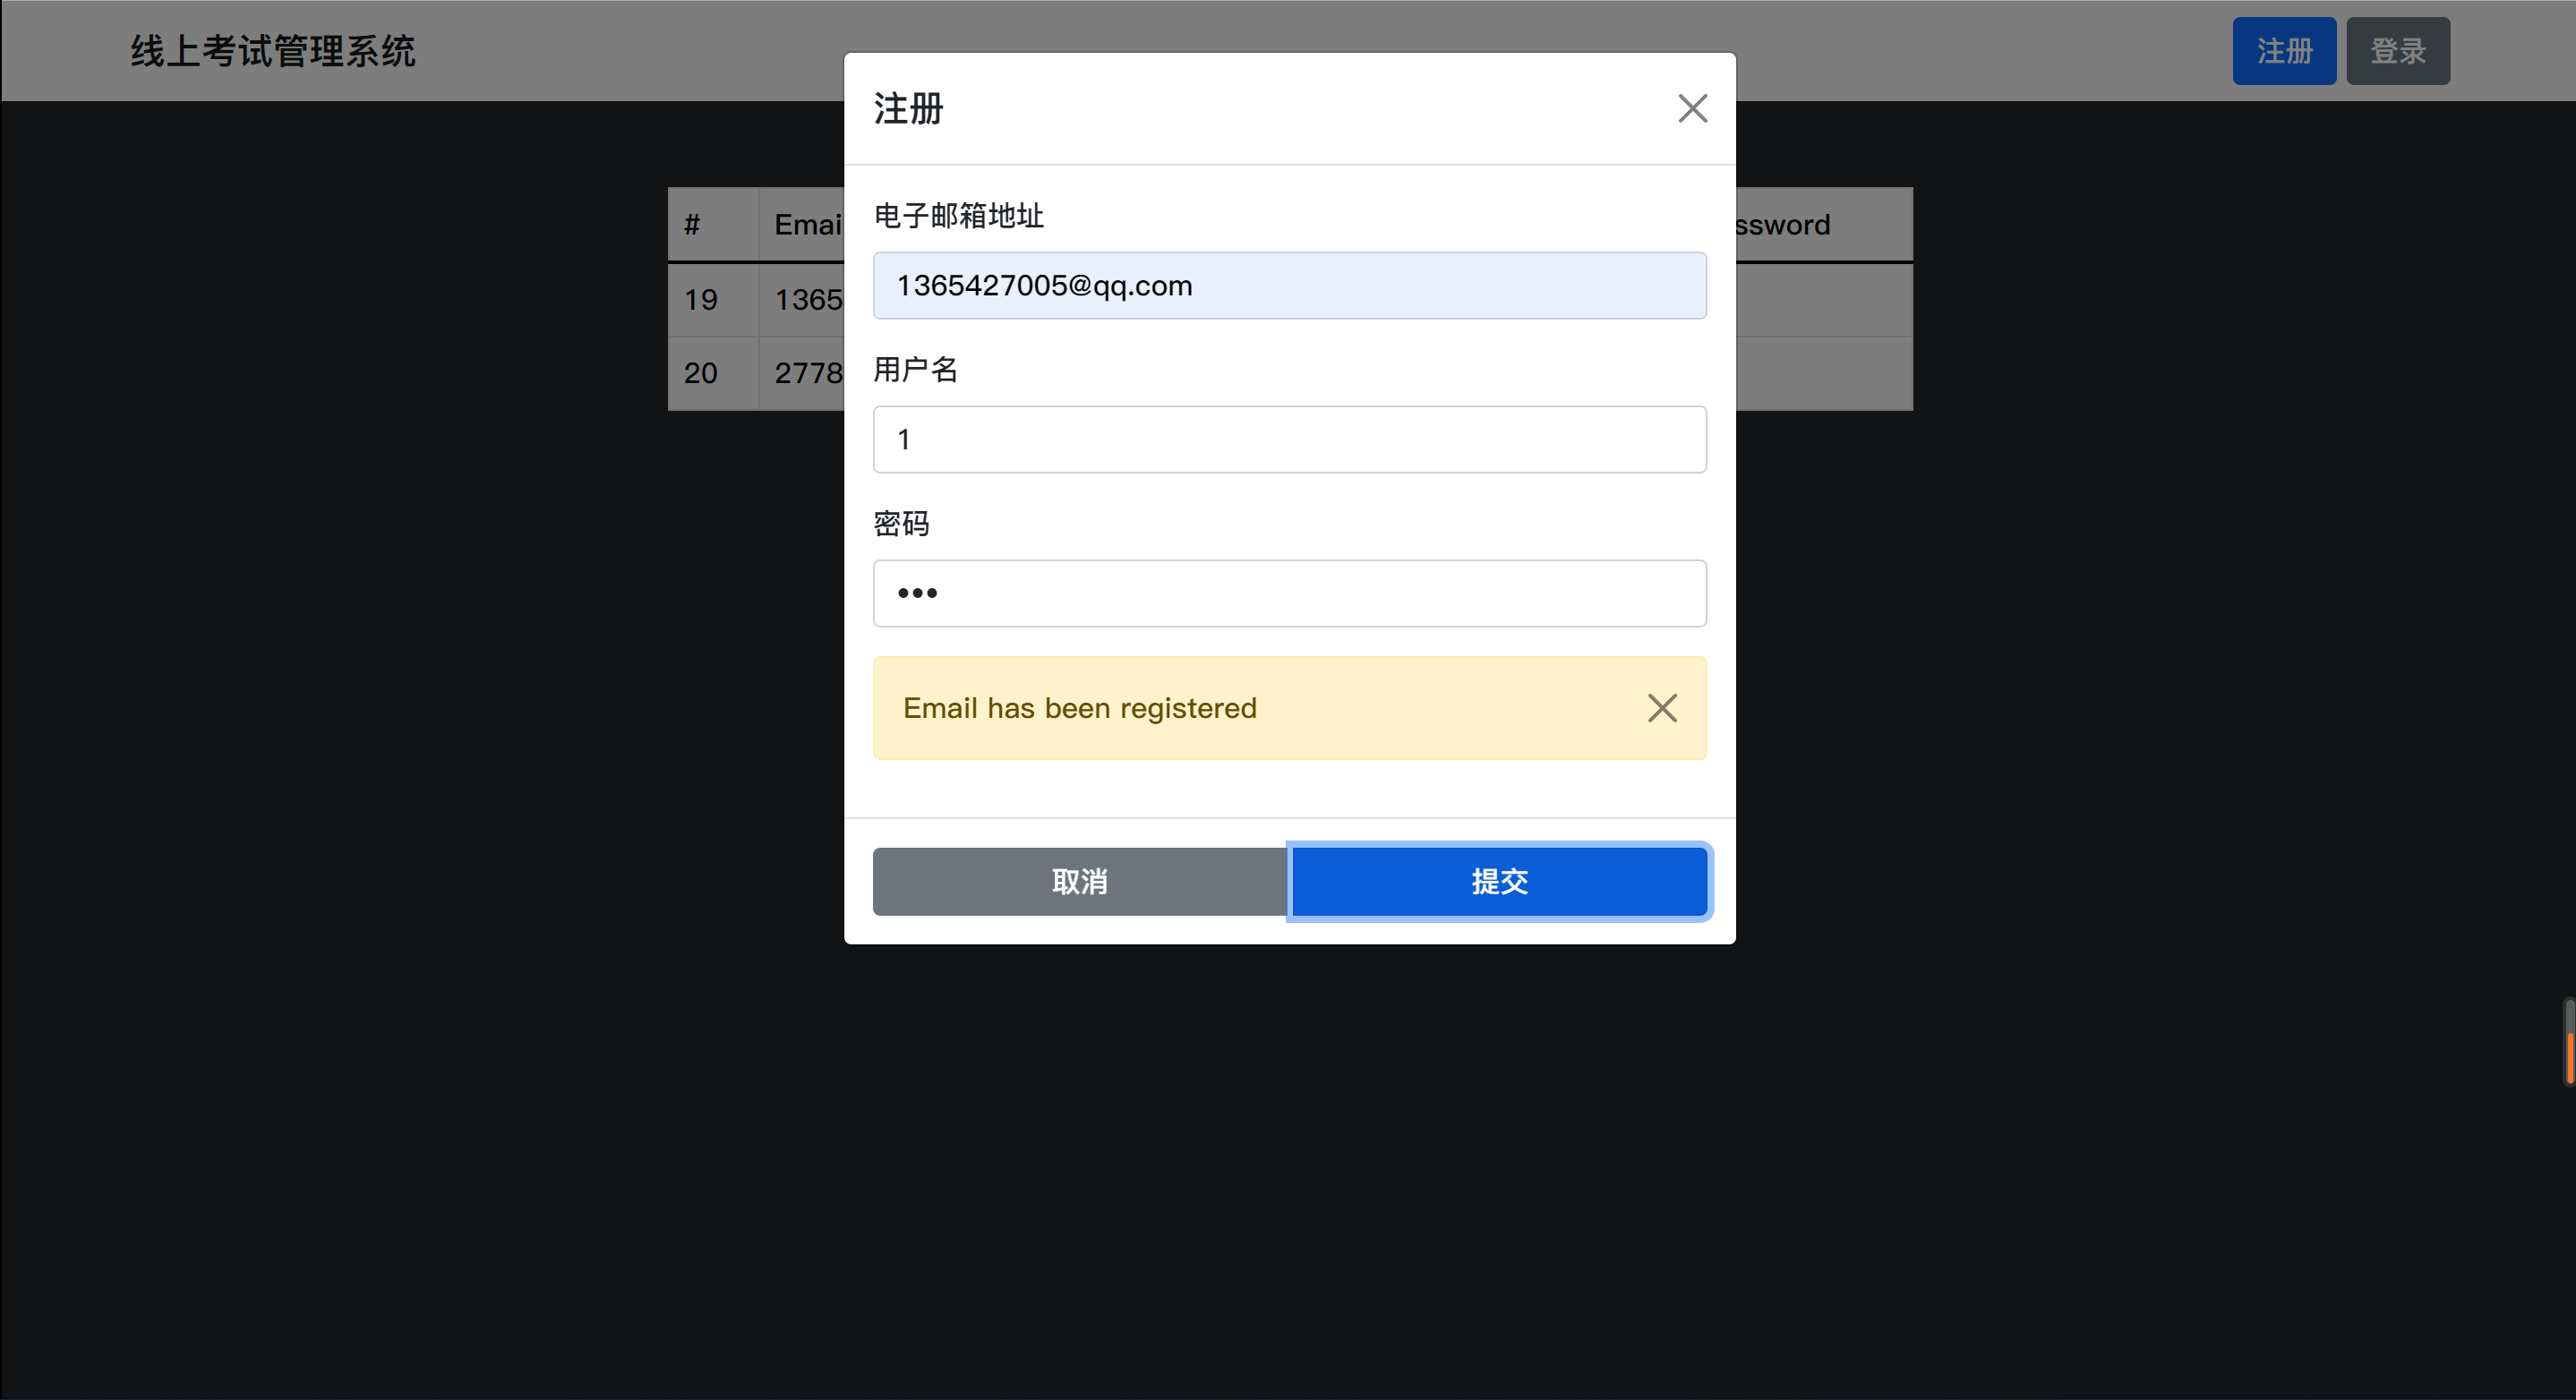 线上考试管理系统
注册 登录
注册
电子邮箱地址
1365427005@qq.com
用户名
1
密码
•••
Email has been registered
取消 提交
# Emai ssword
19 1365
20 2778